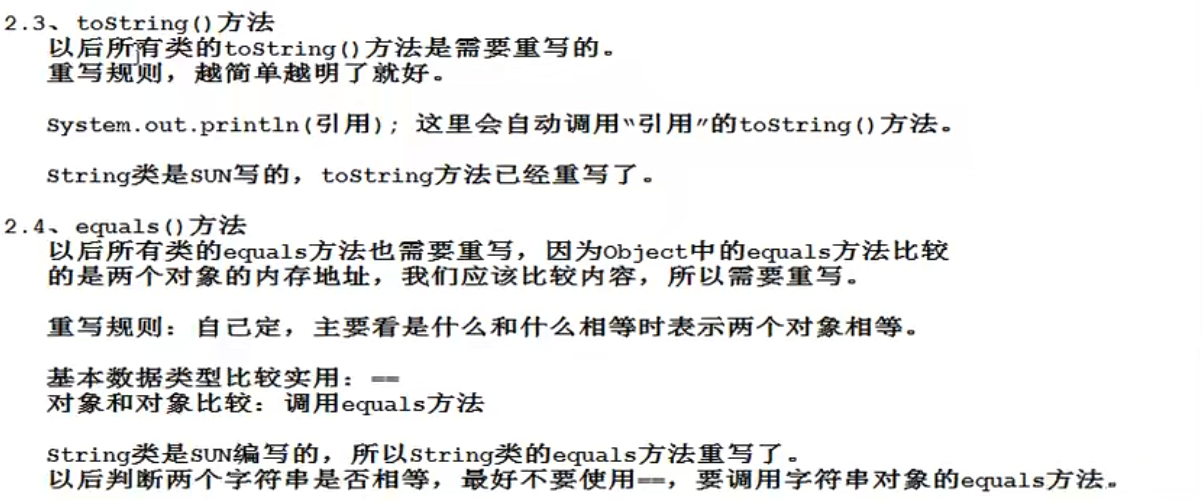 2.3、toString()方法
以后所有类的toString()方法是需要重写的。
重写规则，越简单越明了就好。
System.out.println(引用); 这里会自动调用“引用”的toString()方法。
String类是SUN写的，toString方法已经重写了。
2.4、equals()方法
以后所有类的equals方法也需要重写，因为Object中的equals方法比较
的是两个对象的内存地址，我们应该比较内容，所以需要重写。
重写规则：自己定，主要看是什么和什么相等时表示两个对象相等。
基本数据类型比较实用：==
对象和对象比较：调用equals方法
String类是SUN编写的，所以String类的equals方法重写了。
以后判断两个字符串是否相等，最好不要使用==，要调用字符串对象的equals方法。